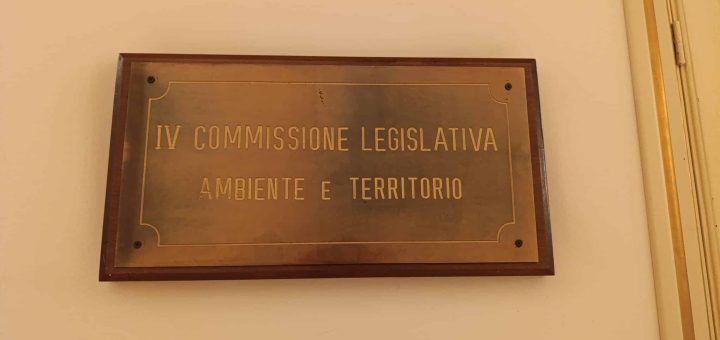 IV COMMISSIONE LEGISLATIVA
AMBIENTE E TERRITORIO